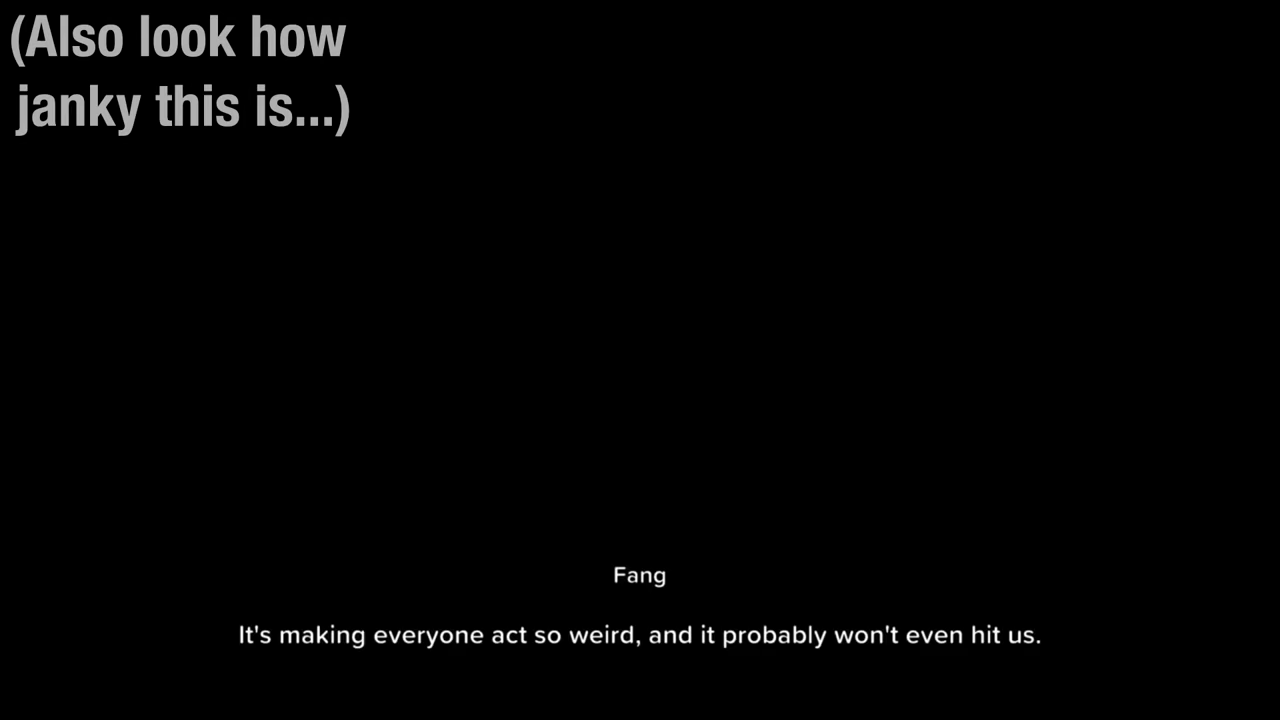 (Also look how
janky this is...)
Fang
It's making everyone act so weird, and it probably won't even hit us.